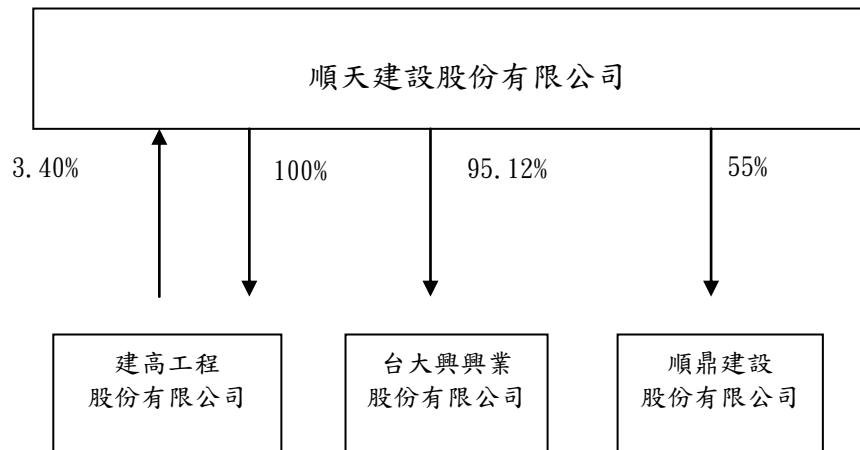 順天建設股份有限公司
3.40%
100%
95.12%
55%
建高工程
股份有限公司
台大興興業
股份有限公司
順鼎建設
股份有限公司